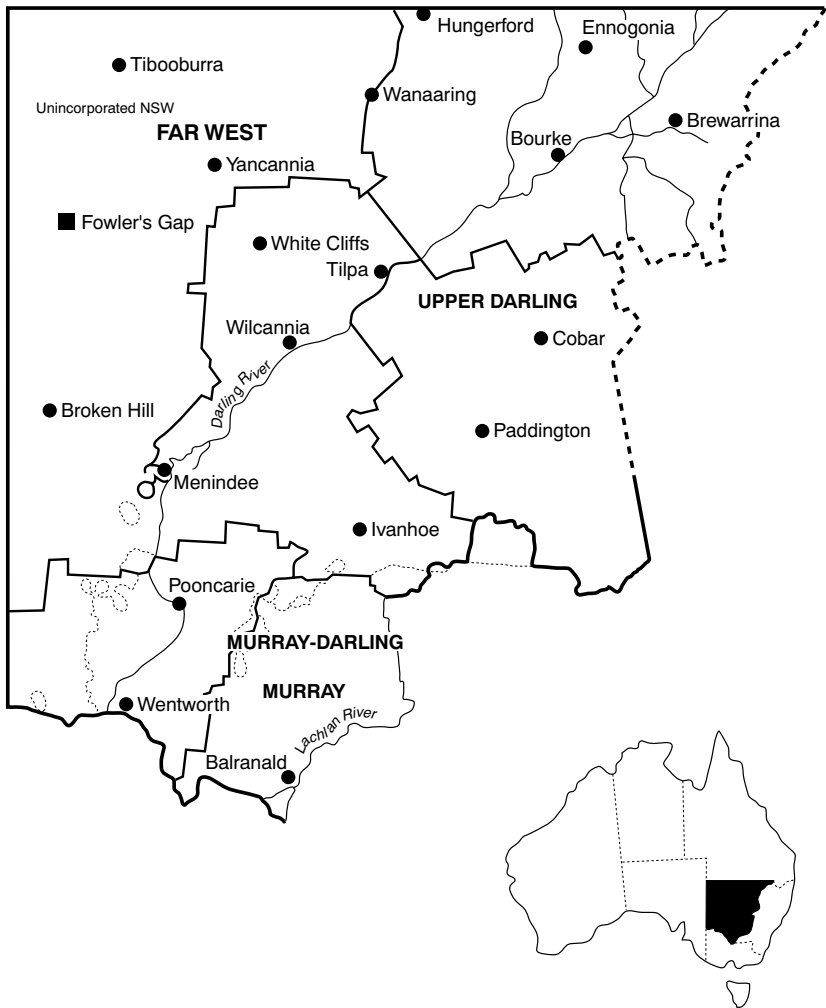 Hungerford
Ennogonia
Tibooburra
Wanaaring
Unincorporated NSW
Brewarrina
FAR WEST
Bourke
Yancannia
Fowler's Gap
White Cliffs
Tilpa
UPPER DARLING
Wilcannia
Cobar
Darling River
Broken Hill
Paddington
Menindee
Ivanhoe
Pooncarie
MURRAY-DARLING
MURRAY
Wentworth
Lachlan River
Balranald